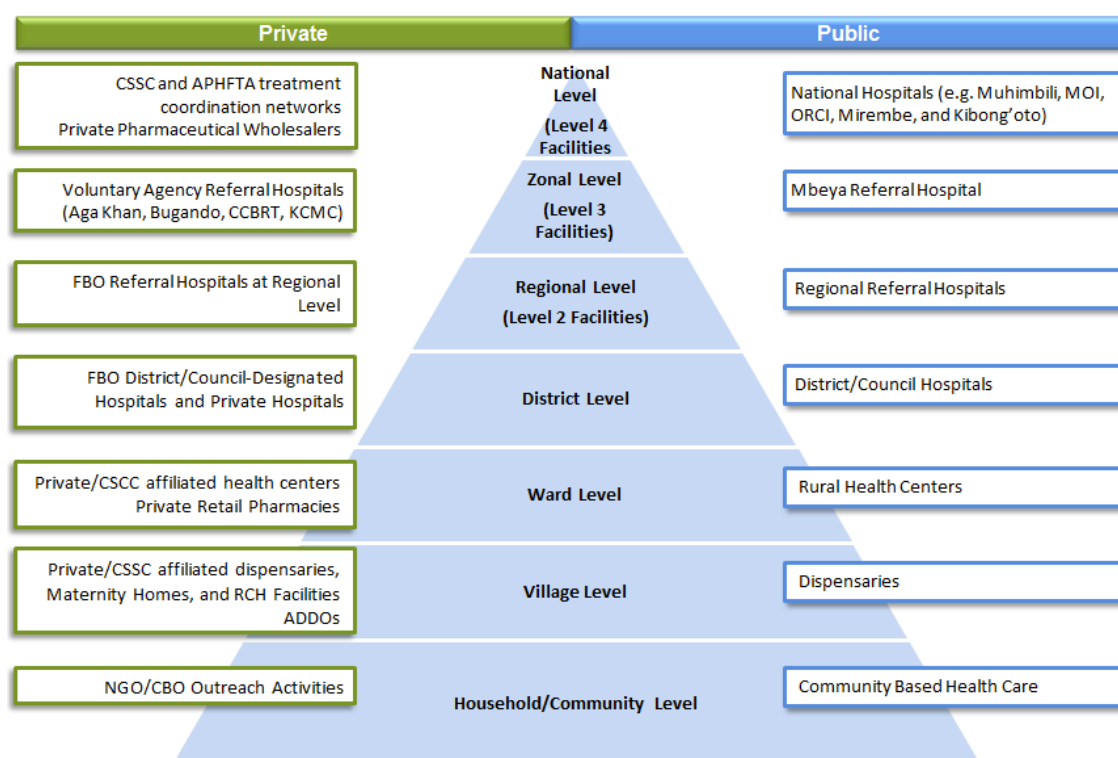 Private
Public
CSSC and APHFTA treatment
coordination networks
Private Pharmaceutical Wholesalers
National
Level
(Level 4
Facilities
National Hospitals (e.g. Muhimbili, MOI,
ORCI, Mirembe, and Kibong'oto)
Voluntary Agency Referral Hospitals
(Aga Khan, Bugando, CCBRT, KCMC)
Zonal Level
(Level 3
Facilities)
Mbeya Referral Hospital
FBO Referral Hospitals at Regional
Level
Regional Level
(Level 2 Facilities)
Regional Referral Hospitals
FBO District/Council-Designated
Hospitals and Private Hospitals
District Level
District/Council Hospitals
Private/CSCC affiliated health centers
Private Retail Pharmacies
Ward Level
Rural Health Centers
Private/CSSC affiliated dispensaries,
Maternity Homes, and RCH Facilities
ADDOs
Village Level
Dispensaries
NGO/CBO Outreach Activities
Household/Community Level
Community Based Health Care